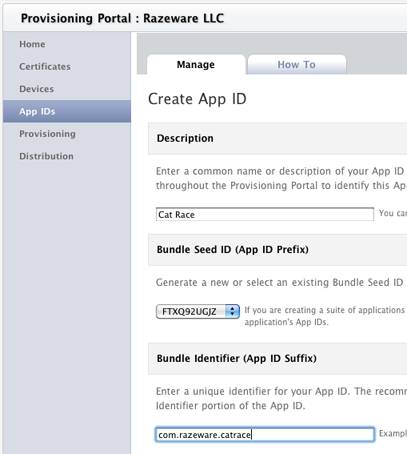 Provisioning Portal : Razeware LLC
Home
Certificates
Devices
App IDs
Provisioning
Distribution
Manage
How To
Create App ID
Description
Enter a common name or description of your App ID
throughout the Provisioning Portal to identify this Ap
Cat Race
You can
Bundle Seed ID (App ID Prefix)
Generate a new or select an existing Bundle Seed ID
FTXQ92UGJZ
If you are creating a suite of applications
application's App IDs.
Bundle Identifier (App ID Suffix)
Enter a unique identifier for your App ID. The recom
Identifier portion of the App ID.
com.razeware.catrace
Exampl